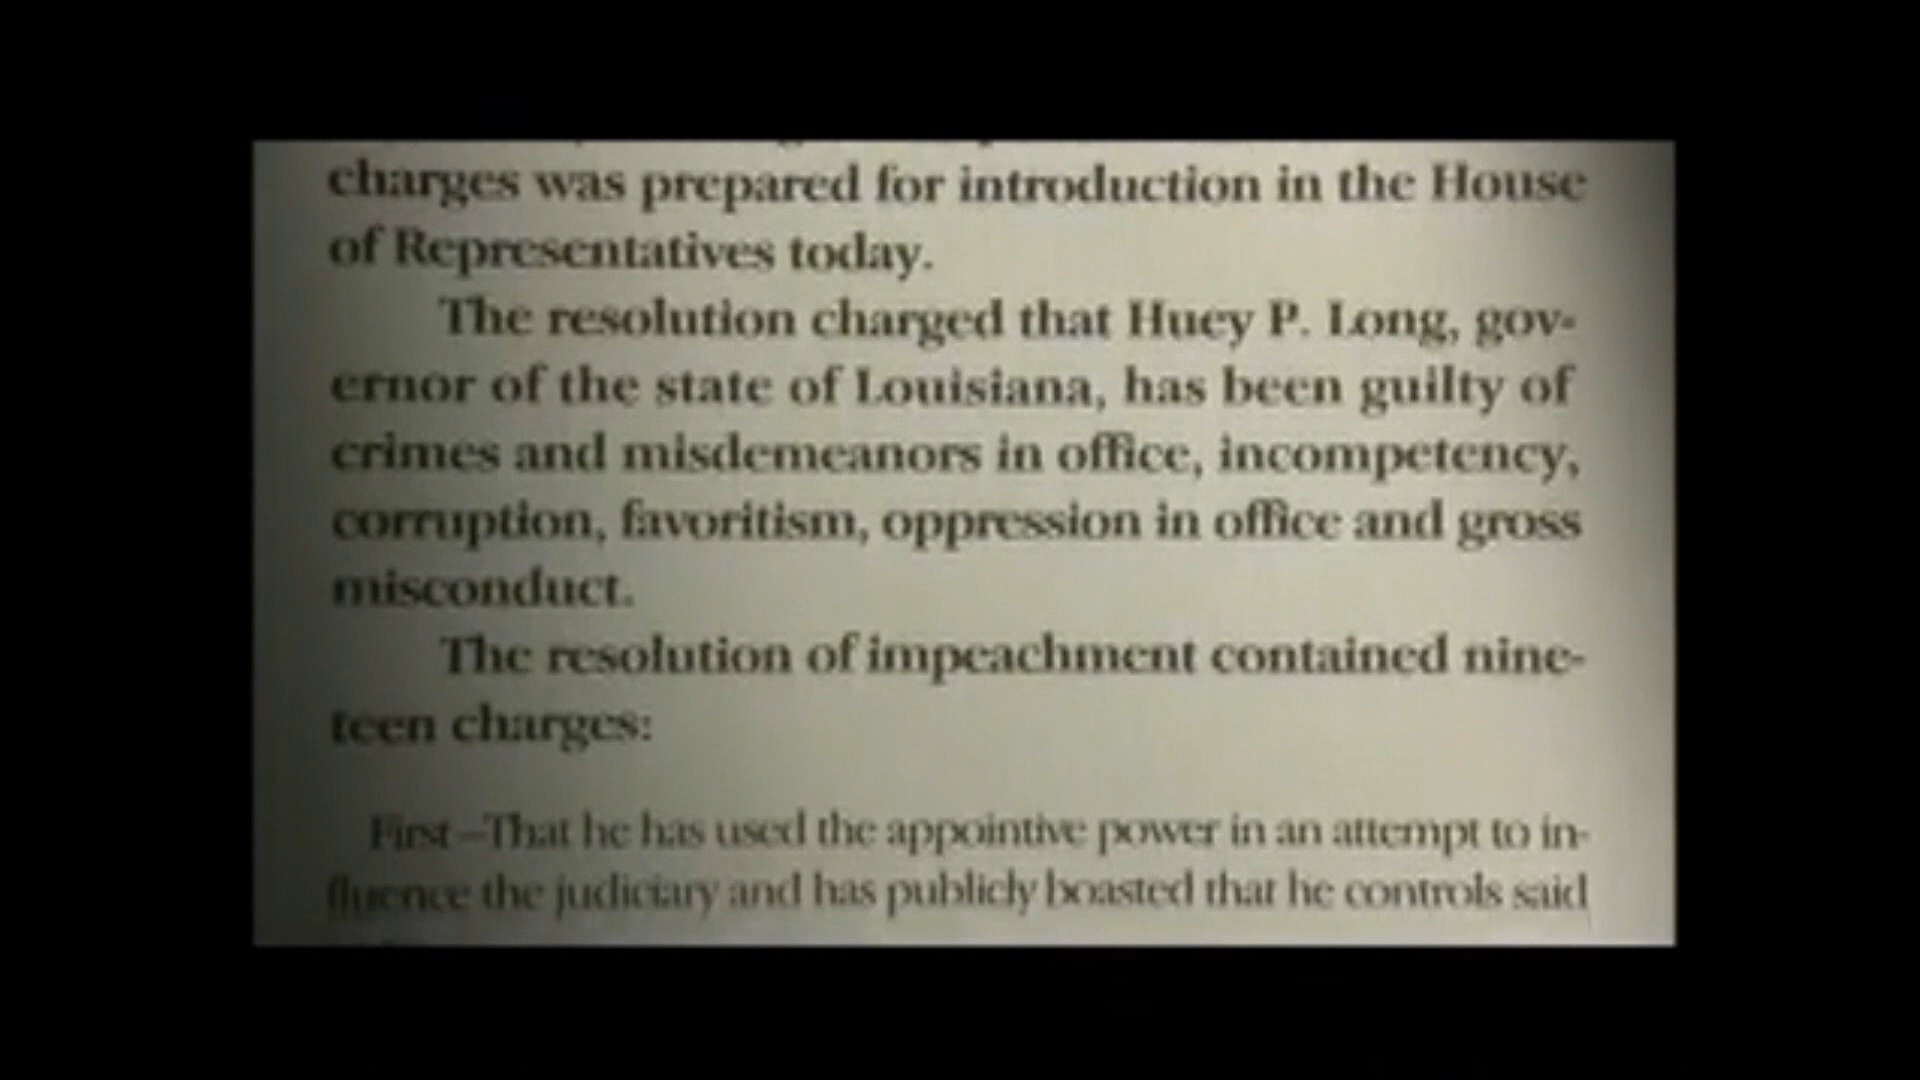 charges was prepared for introduction in the House
of Representatives today.
The resolution charged that Huey P. Long, gov-
ernor of the state of Louisiana, has been guilty of
crimes and misdemeanors in office, incompetency,
corruption, favoritism, oppression in office and gross
misconduct.
The resolution of impeachment contained nine-
teen charges:
First—That he has used the appointive power in an attempt to in-
fluence the judiciary and has publicly boasted that he controls said